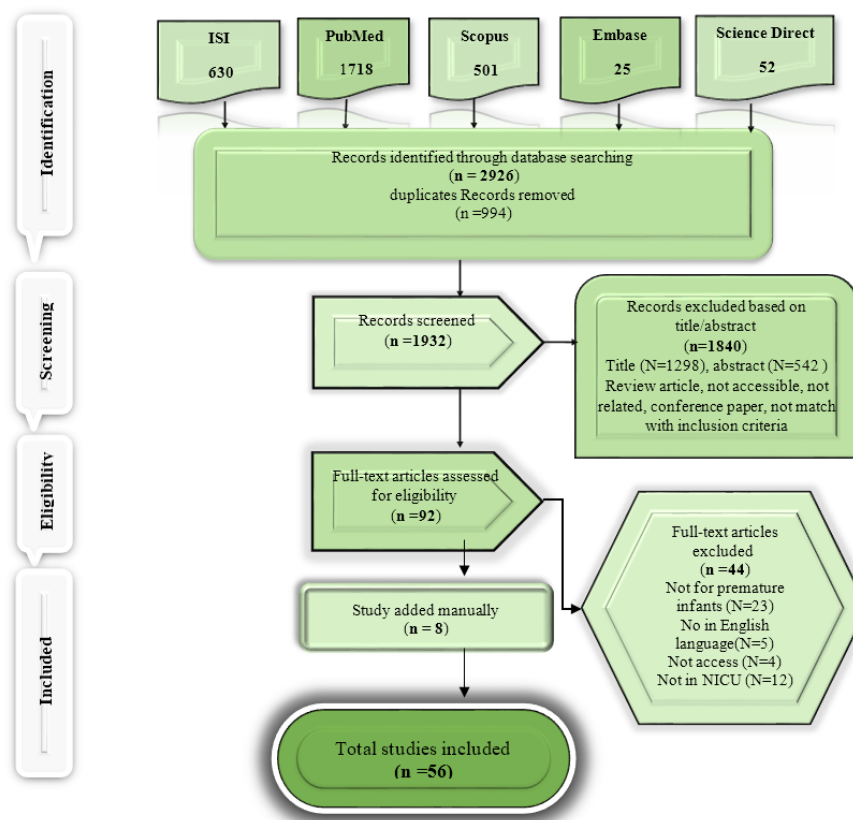 ISI
630
PubMed
1718
Scopus
501
Embase
25
Science Direct
52
Identification
Records identified through database searching
(n = 2926)
duplicates Records removed
(n =994)
Screening
Records screened
(n =1932)
Records excluded based on
title/abstract
(n=1840)
Title (N=1298), abstract (N=542 )
Review article, not accessible, not
related, conference paper, not match
with inclusion criteria
Eligibility
Full-text articles assessed
for eligibility
(n =92)
Full-text articles
excluded
(n =44)
Not for premature
infants (N=23)
No in English
language(N=5)
Not access (N=4)
Not in NICU (N=12)
Included
Study added manually
(n = 8)
Total studies included
(n =56)